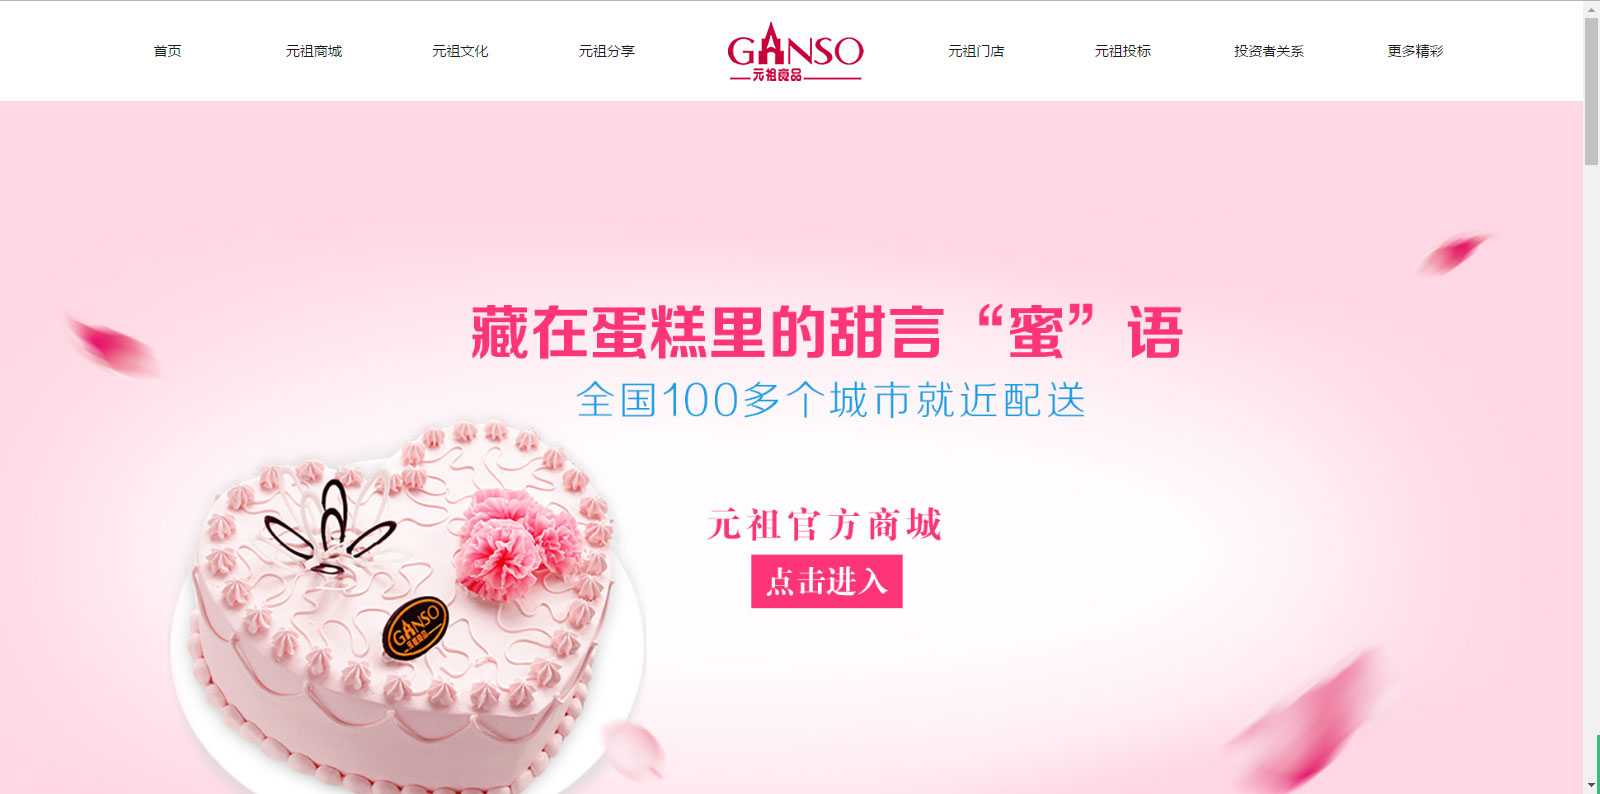 首页
元祖商城
元祖文化
元祖分享
GANSO
元祖食品
元祖门店
元祖投标
投资者关系
更多精彩
藏在蛋糕里的甜言“蜜”语
全国100多个城市就近配送
元祖官方商城
点击进入
GANSO
元祖食品